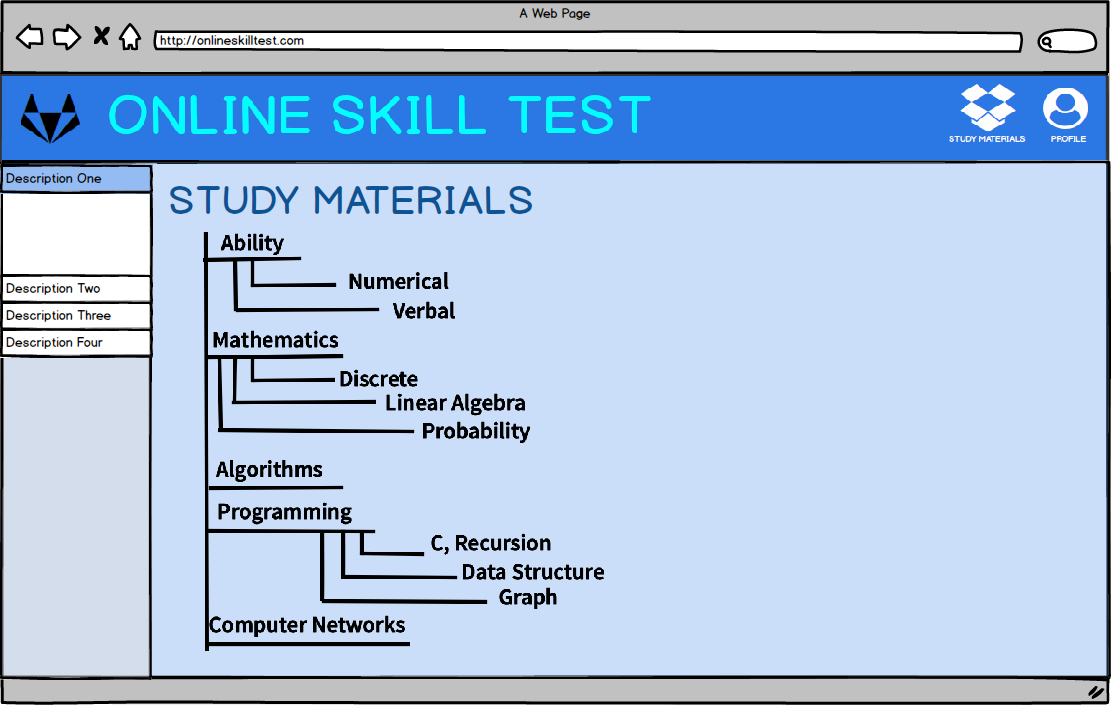 A Web Page
http://onlineskilltest.com
ONLINE SKILL TEST
STUDY MATERIALS
PROFILE
Description One
Description Two
Description Three
Description Four
STUDY MATERIALS
Ability
Numerical
Verbal
Mathematics
Discrete
Linear Algebra
Probability
Algorithms
Programming
C, Recursion
Data Structure
Graph
Computer Networks